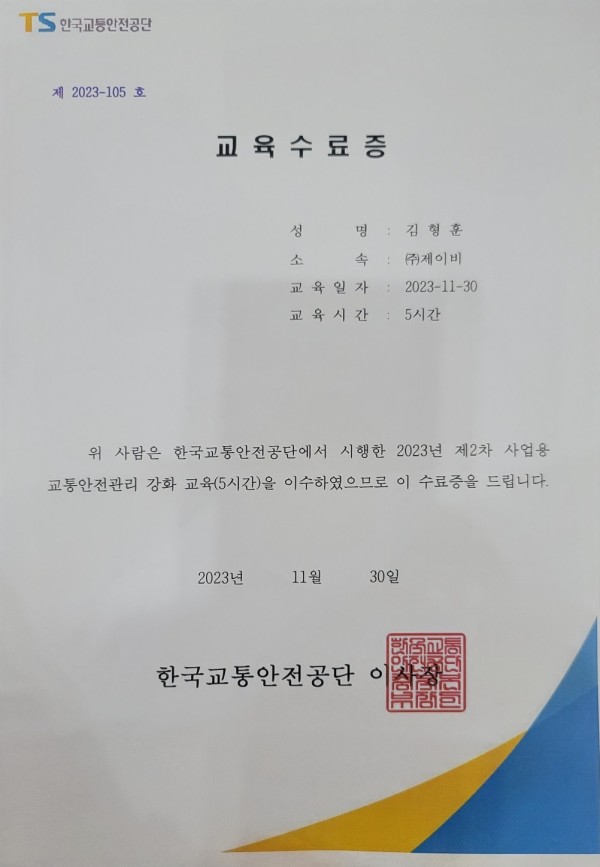 TS 한국교통안전공단
제 2023-105 호
교육수료증
성 명 : 김형훈
소 속 : ㈜제이비
교육일자 : 2023-11-30
교육시간 : 5시간
위 사람은 한국교통안전공단에서 시행한 2023년 제2차 사업용
교통안전관리 강화 교육(5시간)을 이수하였으므로 이 수료증을 드립니다.
2023년 11월 30일
한국교통안전공단 이사장